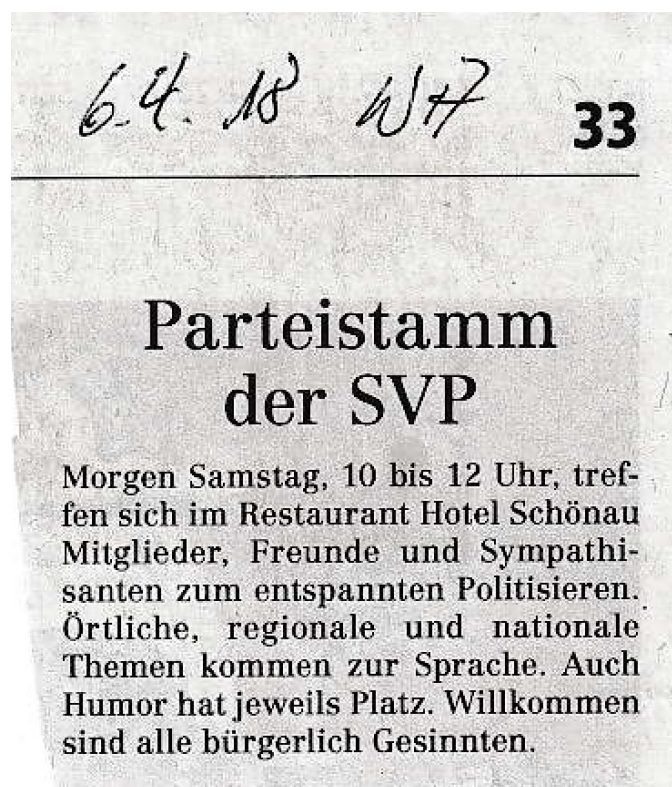 6.4.18 WH 33
Parteistamm
der SVP
Morgen Samstag, 10 bis 12 Uhr, tref-
fen sich im Restaurant Hotel Schönau
Mitglieder, Freunde und Sympathi-
santen zum entspannten Politisieren.
Örtliche, regionale und nationale
Themen kommen zur Sprache. Auch
Humor hat jeweils Platz. Willkommen
sind alle bürgerlich Gesinnten.